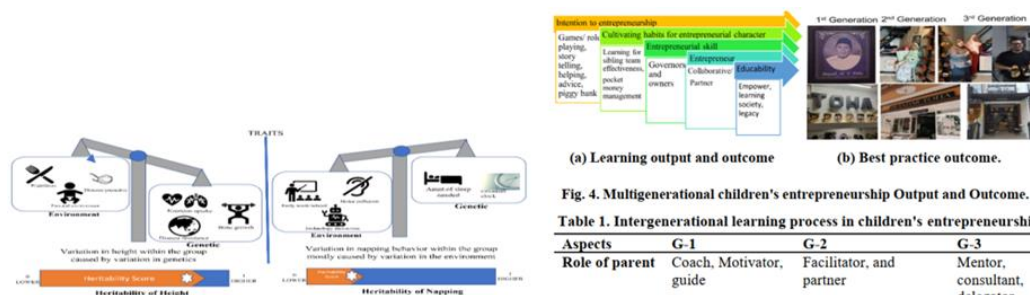 TRAITS
Environment
Genetic
Variation in height within the group
caused by variation in genetics
0
LOWER
Heritability Score
1
HIGHER
Heritability of Height
Environment
Genetic
Variation in napping behavior within the group
mostly caused by variation in the environment
0
LOWER
1
HIGHER
Heritability of Napping
Intention to entrepreneurship
Games/ role
playing,
story
telling,
helping,
advice,
piggy bank
Cultivating habits for entrepreneurial character
Learning for
sibling team
effectiveness,
pocket
money
management
Entrepreneurial skill
Governors
and
owners
Entrepreneur
Collaborative/
Partner
Educability
Empower,
learning
society,
legacy
(a) Learning output and outcome
1st Generation 2nd Generation 3rd Generation
TOHA
(b) Best practice outcome.
Fig. 4. Multigenerational children's entrepreneurship Output and Outcome.
Table 1. Intergenerational learning process in children's entrepreneurshi
Aspects G-1 G-2 G-3
Role of parent Coach, Motivator, Facilitator, and Mentor,
guide partner consultant,